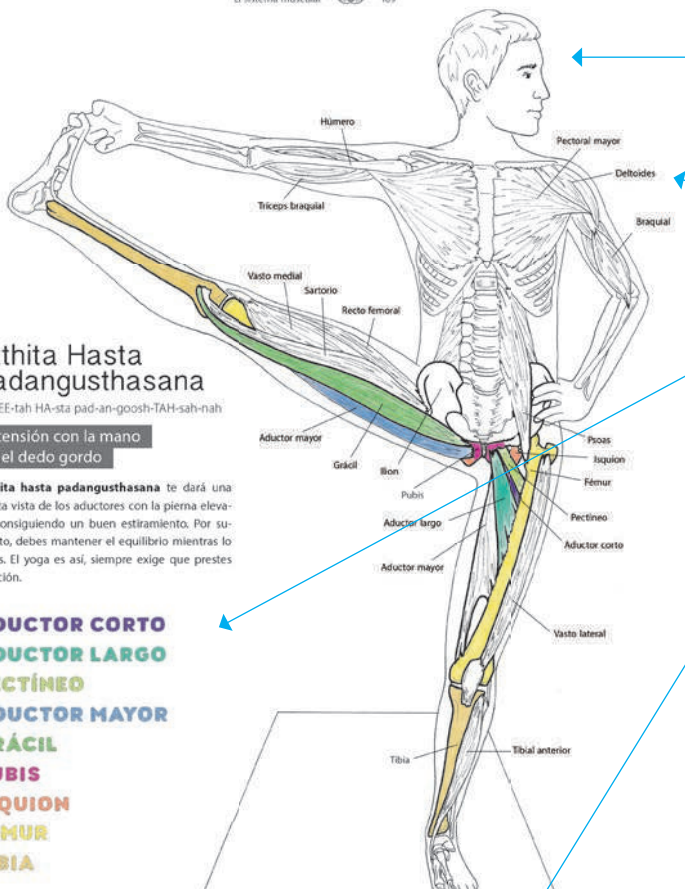 El sistema muscular 109
Húmero
Pectoral mayor
Deltoides
Tríceps braquial
Braquial
Vasto medial
Sartorio
Recto femoral
thita Hasta
adangusthasana
EE-tah HA-sta pad-an-goosh-TAH-sah-nah
tensión con la mano
el dedo gordo
ita hasta padangusthasana te dará una
ta vista de los aductores con la pierna eleva-
onsiguiendo un buen estiramiento. Por su-
to, debes mantener el equilibrio mientras lo
s. El yoga es así, siempre exige que prestes
ción.
Aductor mayor
Grácil
Ilion
Pubis
Psoas
Isquion
Fémur
Pectíneo
Aductor largo
Aductor corto
Aductor mayor
Vasto lateral
DUCTOR CORTO
DUCTOR LARGO
ECTÍNEO
DUCTOR MAYOR
RÁCIL
UBIS
QUION
MUR
BIA
Tibia
Tibial anterior